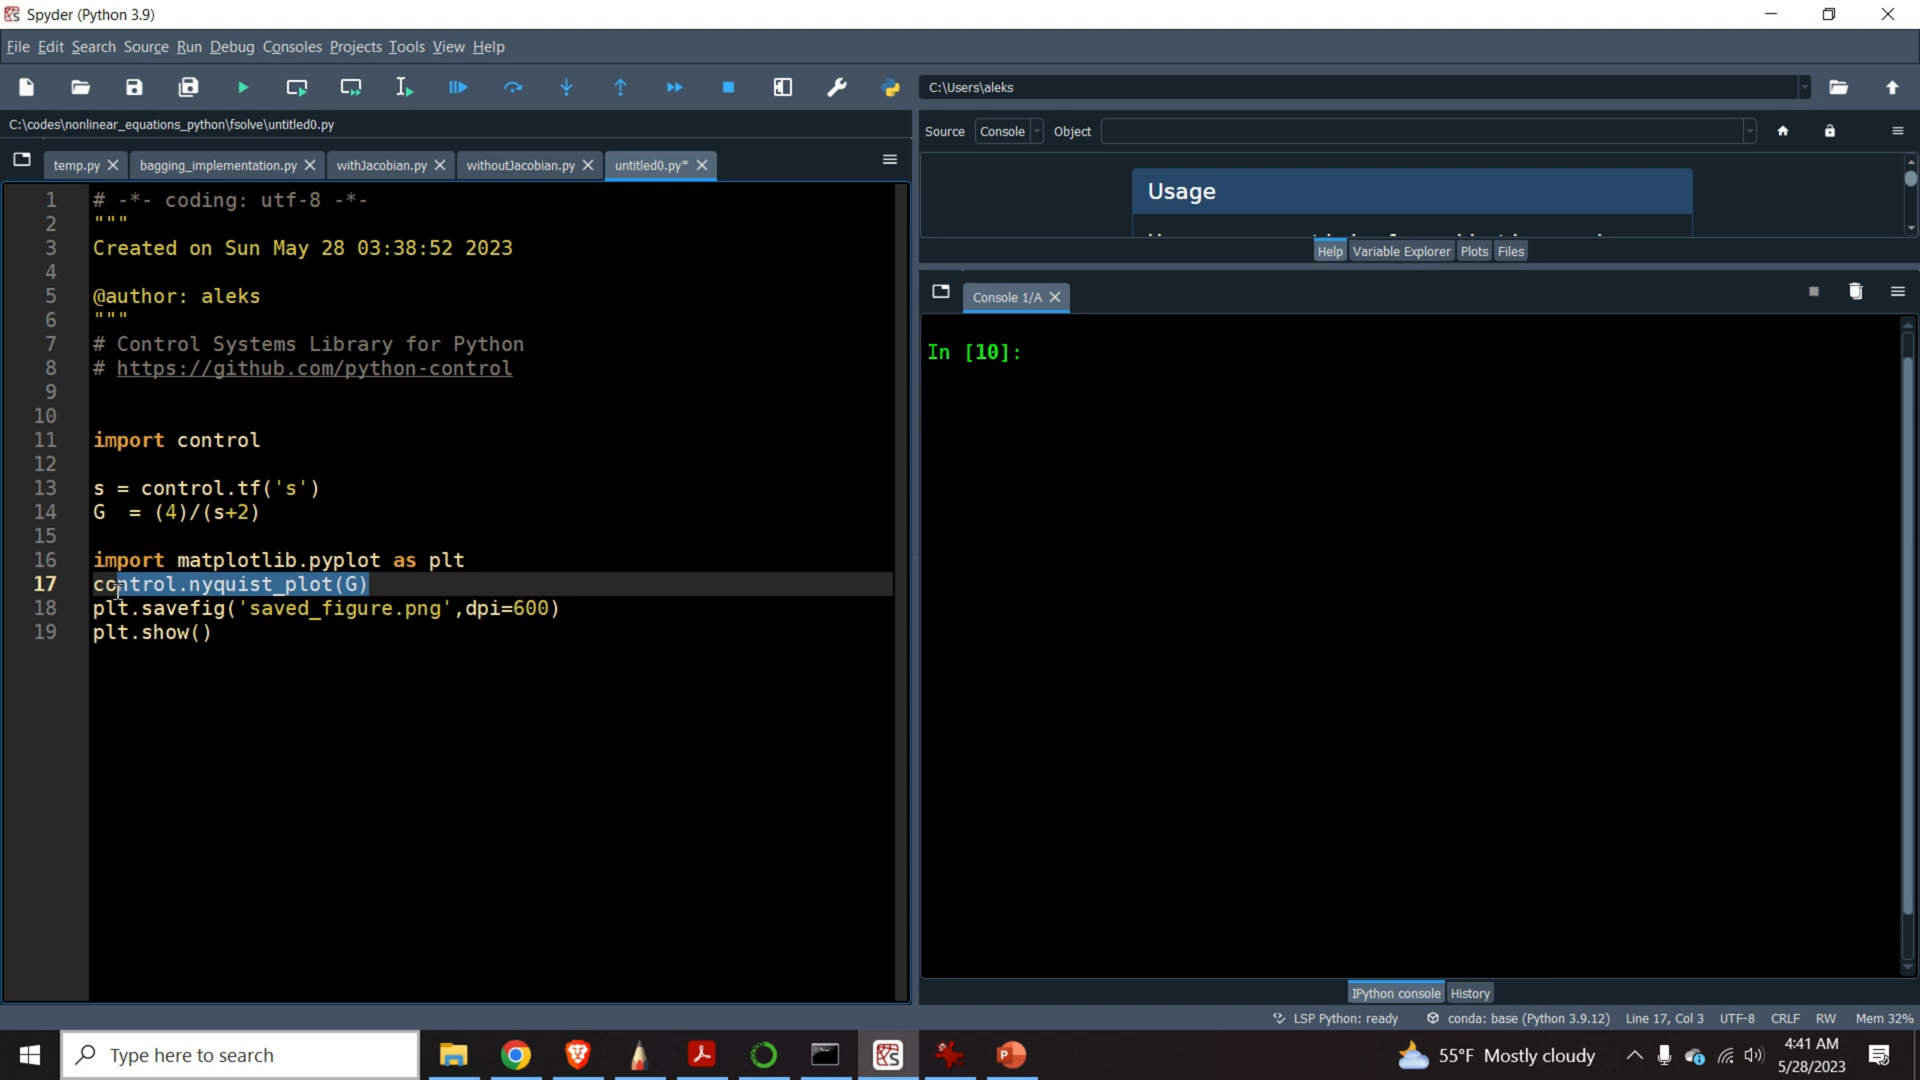 Spyder (Python 3.9)
File Edit Search Source Run Debug Consoles Projects Tools View Help
C:\Users\aleks
C:\codes\nonlinear_equations_python\fsolve\untitled0.py
Source Console Object
temp.py bagging_implementation.py withJacobian.py withoutJacobian.py untitled0.py*
Usage
Help Variable Explorer Plots Files
Console 1/A
In [10]:
1 # -*- coding: utf-8 -*-
2 """
3 Created on Sun May 28 03:38:52 2023
4
5 @author: aleks
6 """
7 # Control Systems Library for Python
8 # https://github.com/python-control
9
10
11 import control
12
13 s = control.tf('s')
14 G  = (4)/(s+2)
15
16 import matplotlib.pyplot as plt
17 control.nyquist_plot(G)
18 plt.savefig('saved_figure.png',dpi=600)
19 plt.show()
IPython console History
LSP Python: ready conda: base (Python 3.9.12) Line 17, Col 3 UTF-8 CRLF RW Mem 32%
Type here to search
55°F Mostly cloudy
4:41 AM
5/28/2023